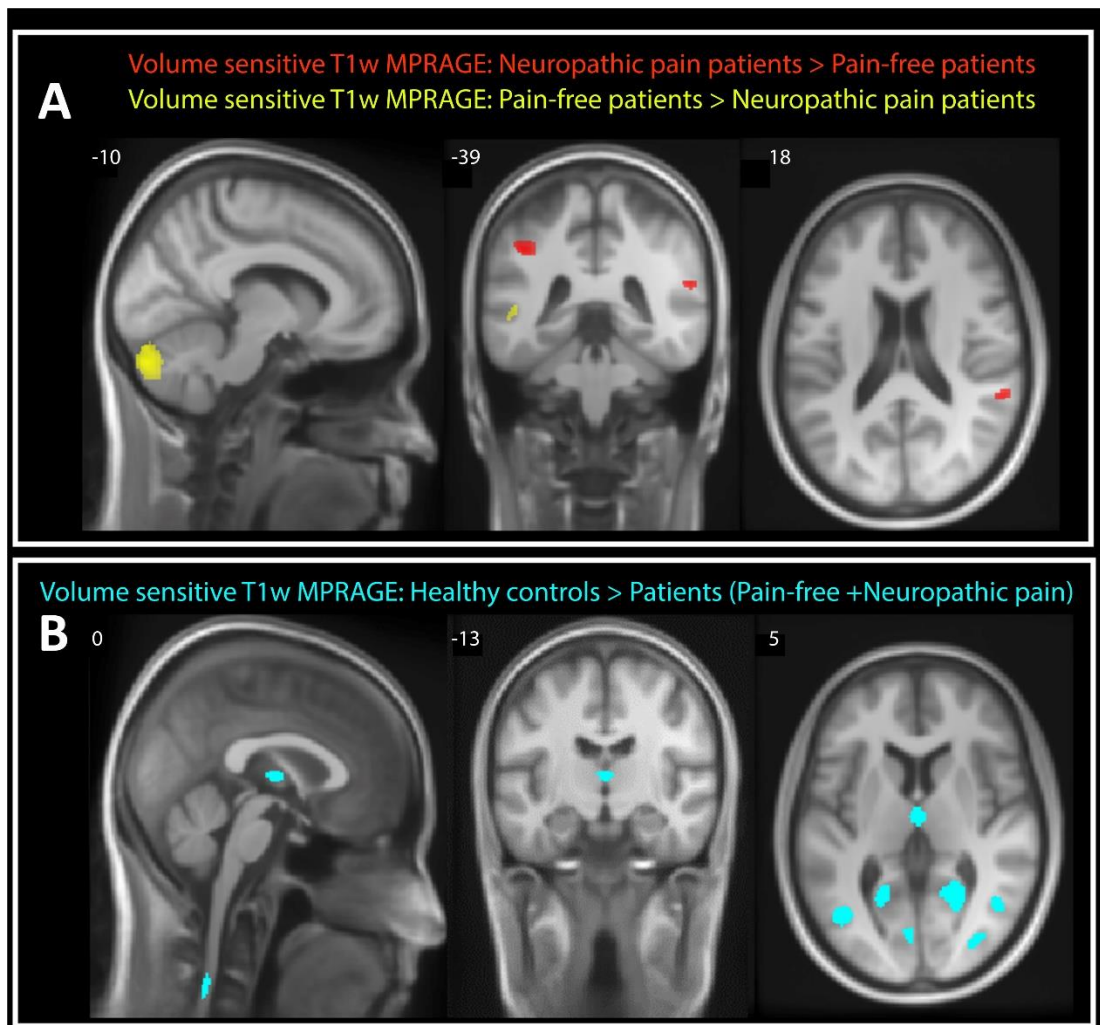 Volume sensitive T1w MPRAGE: Neuropathic pain patients > Pain-free patients
A
Volume sensitive T1w MPRAGE: Pain-free patients > Neuropathic pain patients
-10
-39
18
Volume sensitive T1w MPRAGE: Healthy controls > Patients (Pain-free +Neuropathic pain)
B
0
-13
5